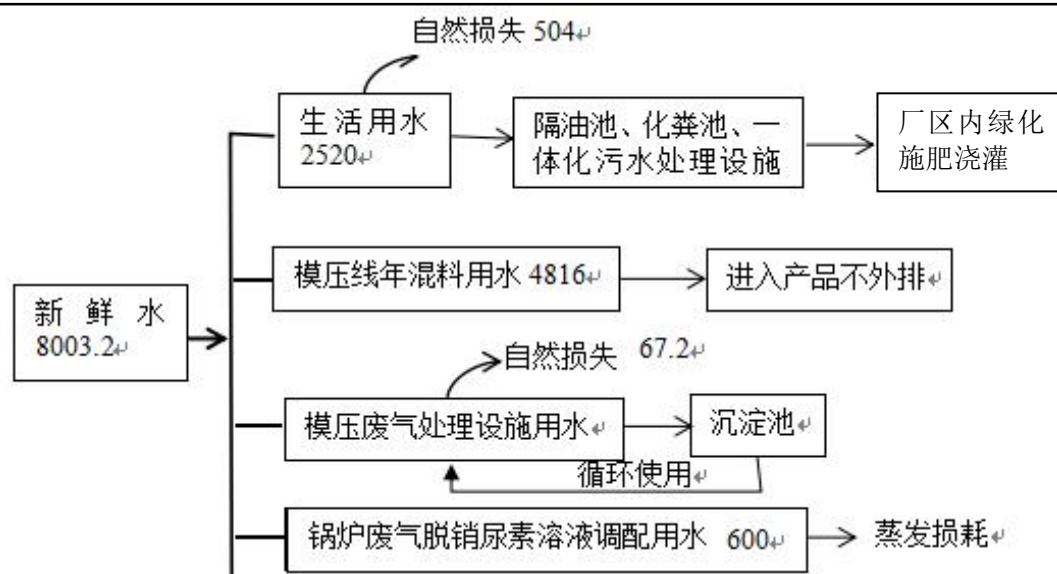 自然损失 504
生活用水
2520
隔油池、化粪池、一
体化污水处理设施
厂区内绿化
施肥浇灌
模压线年混料用水 4816
进入产品不外排
新鲜水
8003.2
自然损失 67.2
模压废气处理设施用水
沉淀池
循环使用
锅炉废气脱销尿素溶液调配用水 600
蒸发损耗